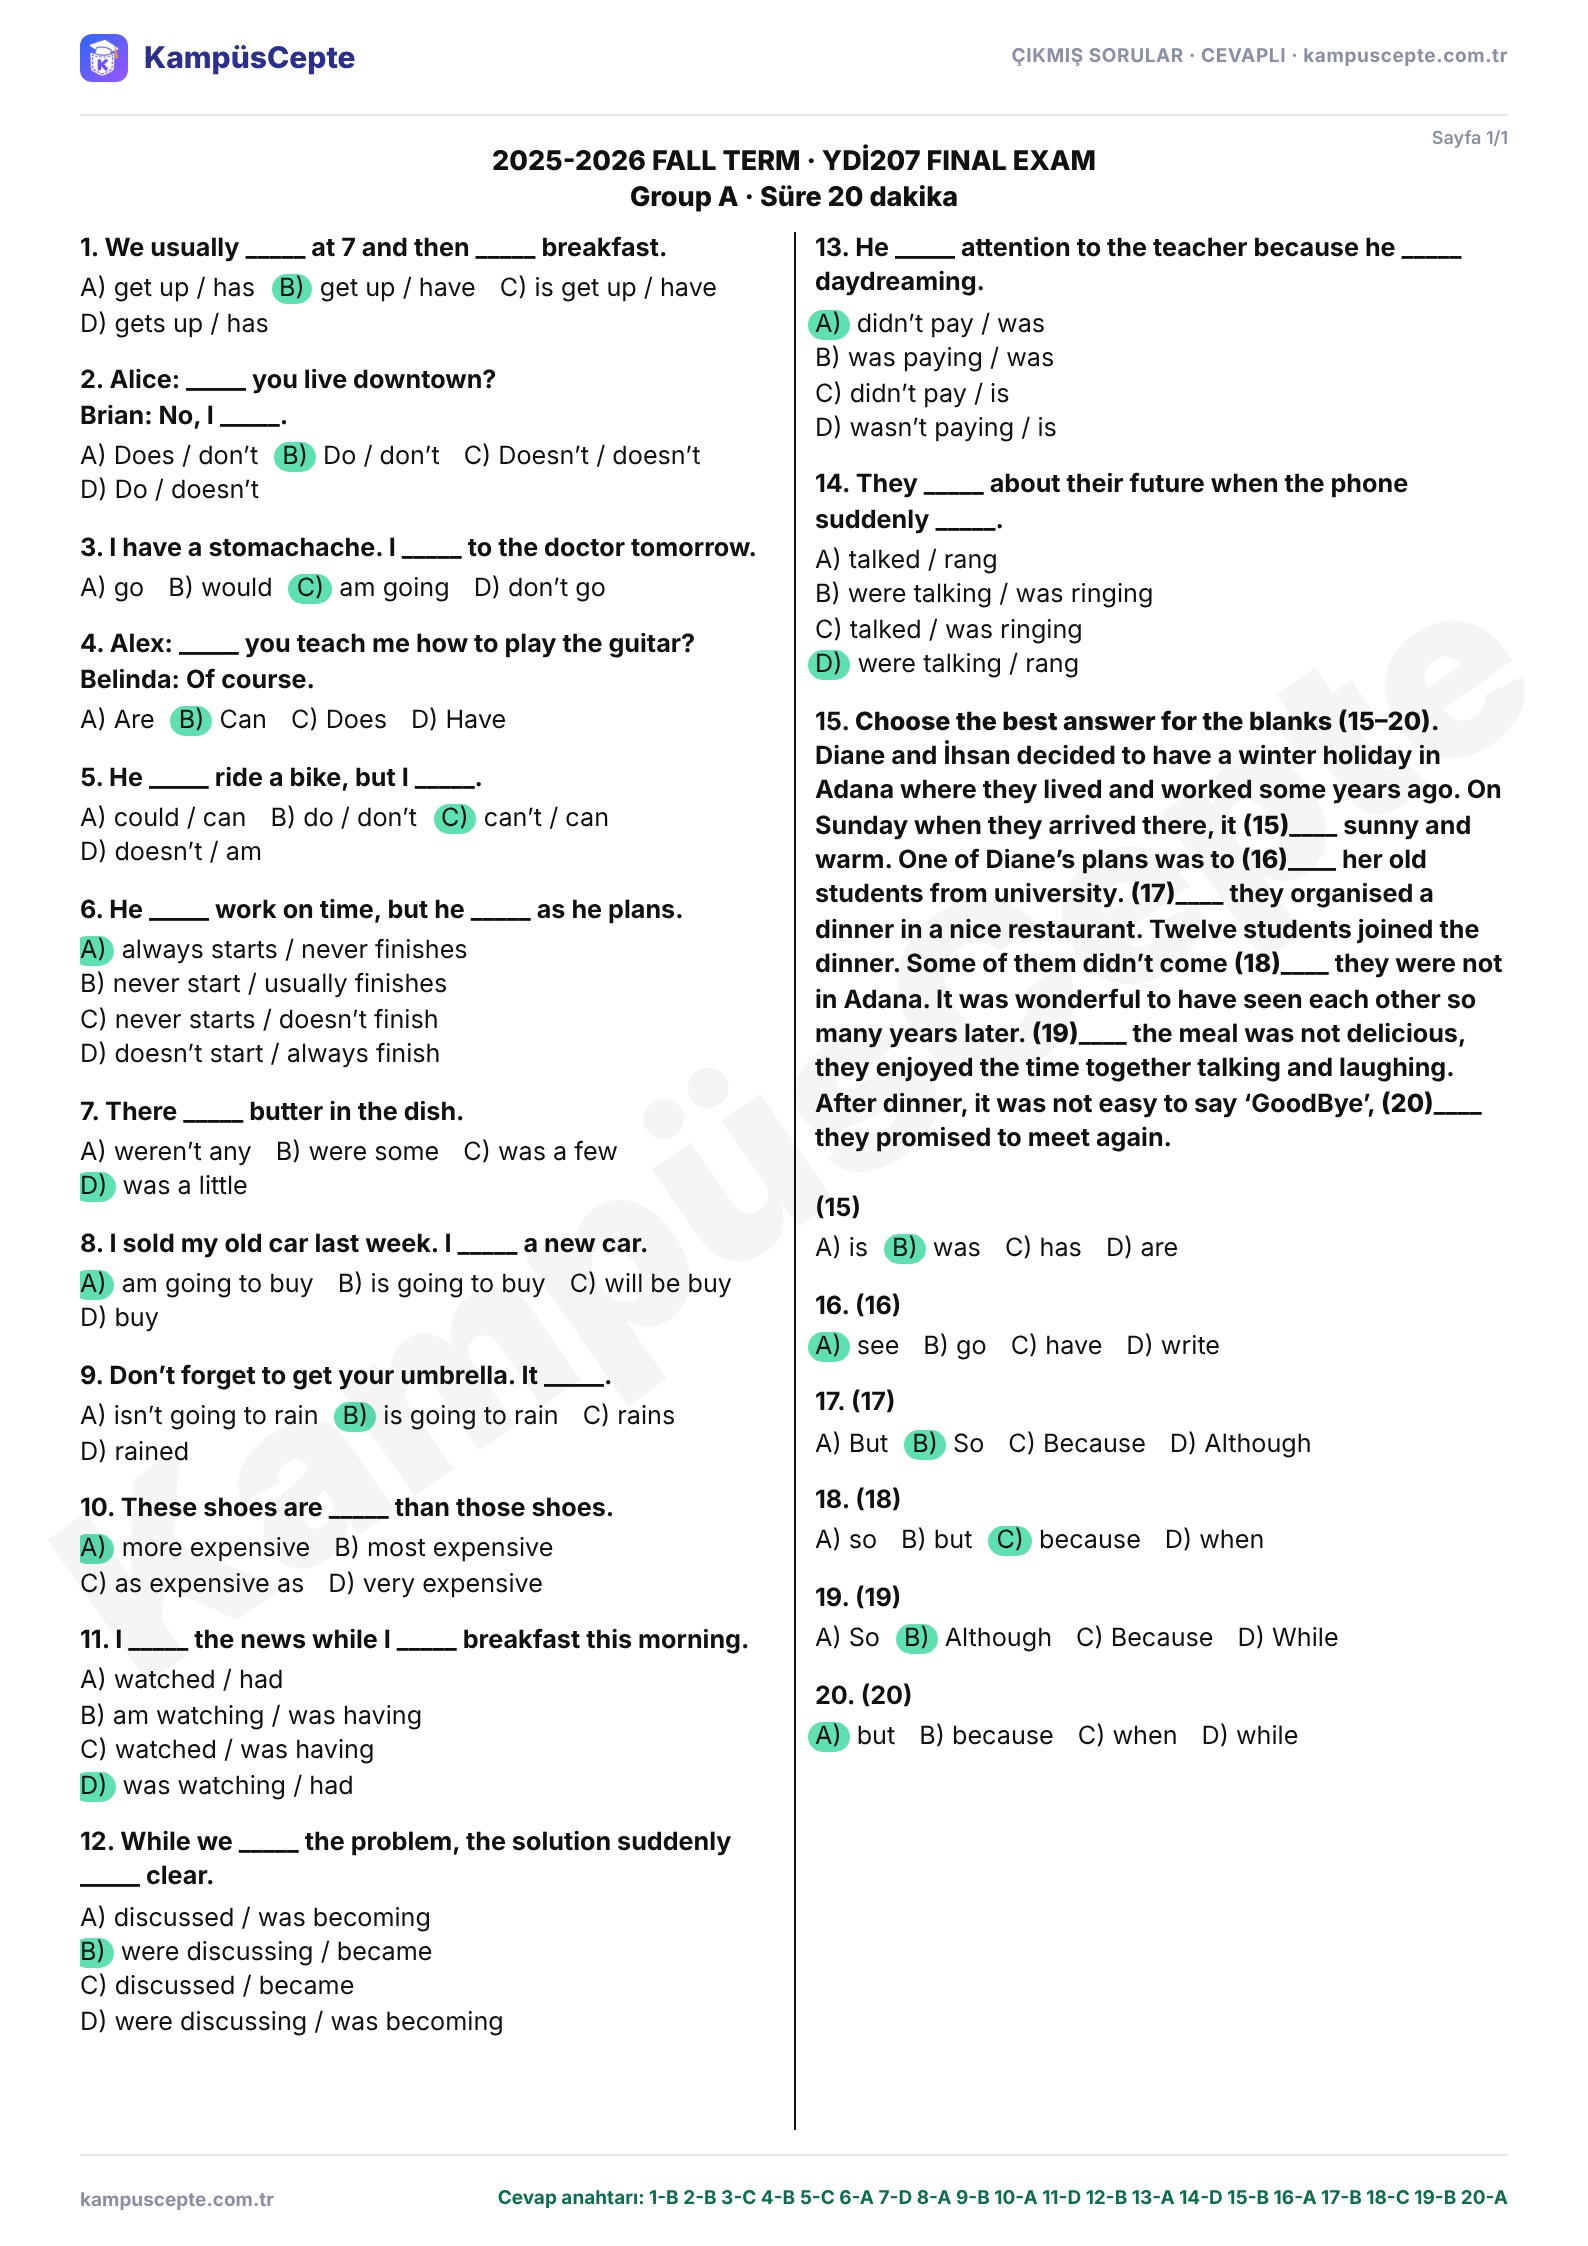 KampüsCepte
ÇIKMIŞ SORULAR · CEVAPLI · kampuscepte.com.tr
Sayfa 1/1
2025-2026 FALL TERM · YDİ207 FINAL EXAM
Group A · Süre 20 dakika
1. We usually _____ at 7 and then _____ breakfast.
A) get up / has B) get up / have C) is get up / have
D) gets up / has
2. Alice: _____ you live downtown?
Brian: No, I _____.
A) Does / don’t B) Do / don’t C) Doesn’t / doesn’t
D) Do / doesn’t
3. I have a stomachache. I _____ to the doctor tomorrow.
A) go B) would C) am going D) don’t go
4. Alex: _____ you teach me how to play the guitar?
Belinda: Of course.
A) Are B) Can C) Does D) Have
5. He _____ ride a bike, but I _____.
A) could / can B) do / don’t C) can’t / can
D) doesn’t / am
6. He _____ work on time, but he _____ as he plans.
A) always starts / never finishes
B) never start / usually finishes
C) never starts / doesn’t finish
D) doesn’t start / always finish
7. There _____ butter in the dish.
A) weren’t any B) were some C) was a few
D) was a little
8. I sold my old car last week. I _____ a new car.
A) am going to buy B) is going to buy C) will be buy
D) buy
9. Don’t forget to get your umbrella. It _____.
A) isn’t going to rain B) is going to rain C) rains
D) rained
10. These shoes are _____ than those shoes.
A) more expensive B) most expensive
C) as expensive as D) very expensive
11. I _____ the news while I _____ breakfast this morning.
A) watched / had
B) am watching / was having
C) watched / was having
D) was watching / had
12. While we _____ the problem, the solution suddenly
_____ clear.
A) discussed / was becoming
B) were discussing / became
C) discussed / became
D) were discussing / was becoming
13. He _____ attention to the teacher because he _____
daydreaming.
A) didn’t pay / was
B) was paying / was
C) didn’t pay / is
D) wasn’t paying / is
14. They _____ about their future when the phone
suddenly _____.
A) talked / rang
B) were talking / was ringing
C) talked / was ringing
D) were talking / rang
15. Choose the best answer for the blanks (15–20).
Diane and İhsan decided to have a winter holiday in
Adana where they lived and worked some years ago. On
Sunday when they arrived there, it (15)____ sunny and
warm. One of Diane’s plans was to (16)____ her old
students from university. (17)____ they organised a
dinner in a nice restaurant. Twelve students joined the
dinner. Some of them didn’t come (18)____ they were not
in Adana. It was wonderful to have seen each other so
many years later. (19)____ the meal was not delicious,
they enjoyed the time together talking and laughing.
After dinner, it was not easy to say ‘GoodBye’, (20)____
they promised to meet again.
(15)
A) is B) was C) has D) are
16. (16)
A) see B) go C) have D) write
17. (17)
A) But B) So C) Because D) Although
18. (18)
A) so B) but C) because D) when
19. (19)
A) So B) Although C) Because D) While
20. (20)
A) but B) because C) when D) while
KampüsCepte
kampuscepte.com.tr
Cevap anahtarı: 1-B 2-B 3-C 4-B 5-C 6-A 7-D 8-A 9-B 10-A 11-D 12-B 13-A 14-D 15-B 16-A 17-B 18-C 19-B 20-A